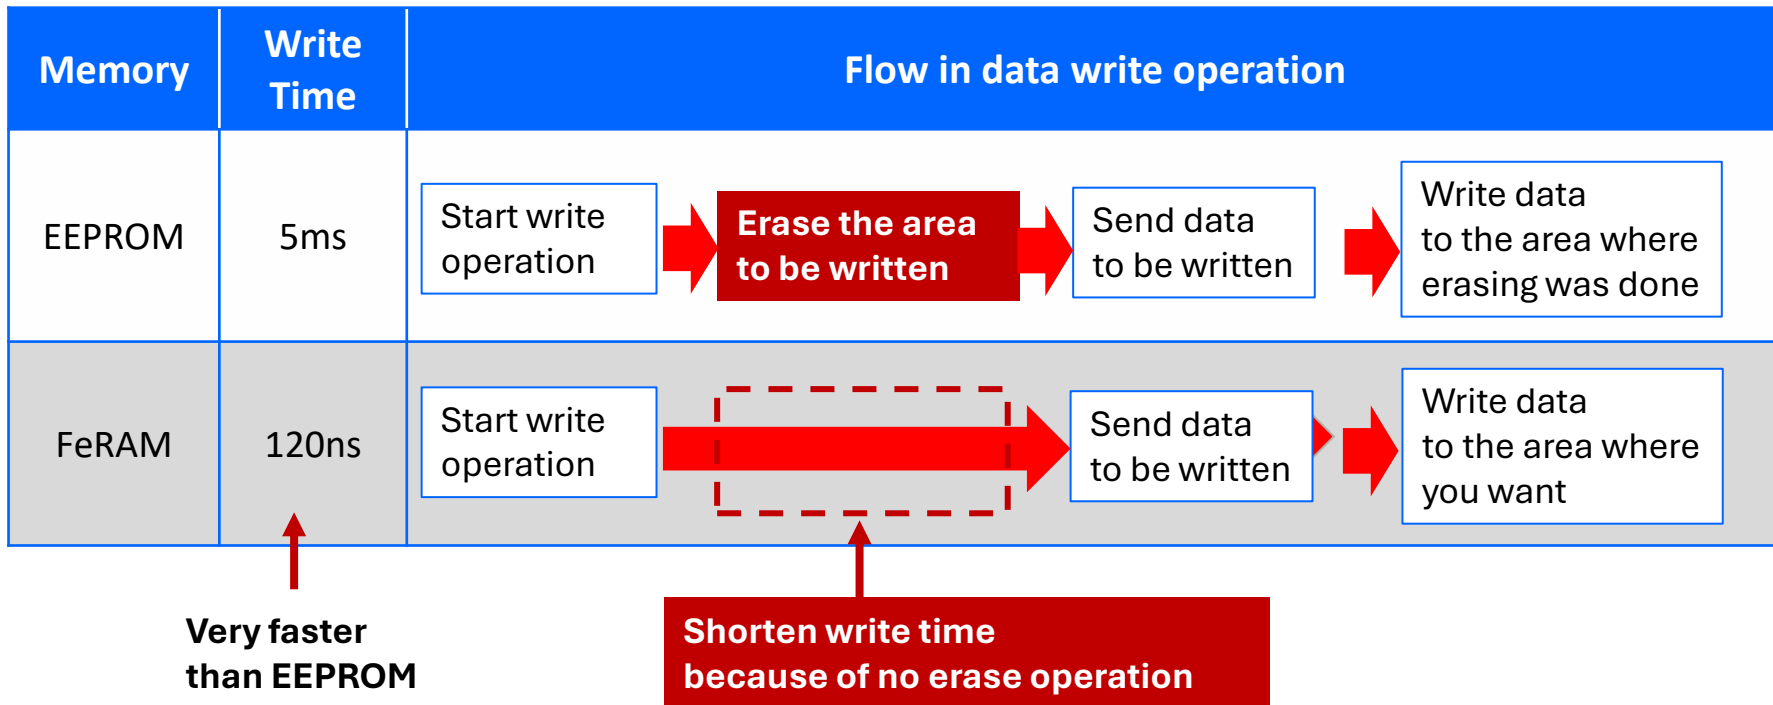 Memory
Write
Time
Flow in data write operation
EEPROM
5ms
Start write
operation
Erase the area
to be written
Send data
to be written
Write data
to the area where
erasing was done
FeRAM
120ns
Start write
operation
Send data
to be written
Write data
to the area where
you want
Very faster
than EEPROM
Shorten write time
because of no erase operation